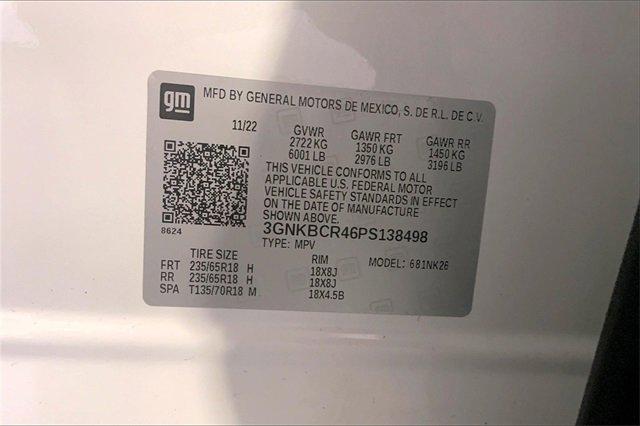 gm MFD BY GENERAL MOTORS DE MEXICO, S. DE R.L. DE C.V.
11/22 GVWR GAWR FRT GAWR RR
2722 KG 1350 KG 1450 KG
6001 LB 2976 LB 3196 LB
THIS VEHICLE CONFORMS TO ALL
APPLICABLE U.S. FEDERAL MOTOR
VEHICLE SAFETY STANDARDS IN EFFECT
ON THE DATE OF MANUFACTURE
SHOWN ABOVE.
8624 3GNKBCR46PS138498
TYPE: MPV MODEL: 681NK26
TIRE SIZE RIM
FRT 235/65R18 H 18X8J
RR 235/65R18 H 18X8J
SPA T135/70R18 M 18X4.5B